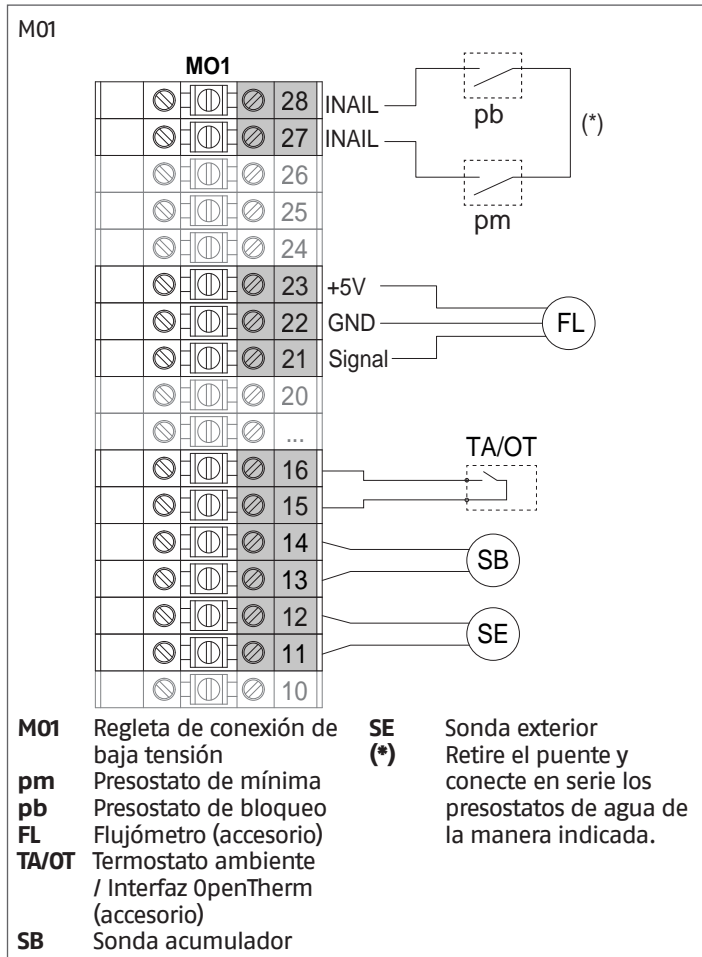 M01
MO1
28 INAIL
pb
(*)
27 INAIL
26
pm
25
24
23 +5V
22 GND
FL
21 Signal
20
...
TA/OT
16
15
14
SB
13
12
SE
11
10
M01 Regleta de conexión de baja tensión
pm Presostato de mínima
pb Presostato de bloqueo
FL Flujómetro (accesorio)
TA/OT Termostato ambiente
/ Interfaz 0penTherm
(accesorio)
SB Sonda acumulador
SE Sonda exterior
(*) Retire el puente y
conecte en serie los
presostatos de agua de
la manera indicada.